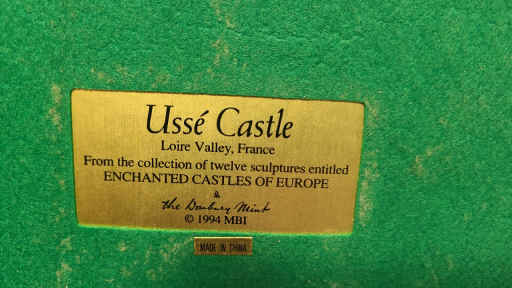 Ussé Castle
Loire Valley, France
From the collection of twelve sculptures entitled
ENCHANTED CASTLES OF EUROPE
the Danbury Mint
© 1994 MBI
MADE IN CHINA